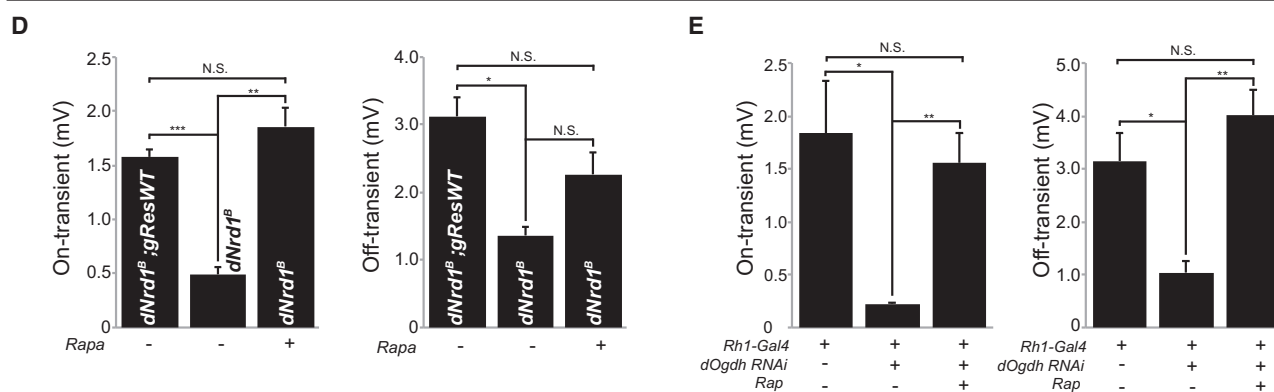 D
On-transient (mV)
2.5
2.0
1.5
1.0
0.5
0
N.S.
***
**
dNrd1ᴮ ;gResWT
dNrd1ᴮ
dNrd1ᴮ
Rapa - - +
Off-transient (mV)
4.0
3.0
2.0
1.0
0
N.S.
*
N.S.
dNrd1ᴮ ;gResWT
dNrd1ᴮ
dNrd1ᴮ
Rapa - - +
E
On-transient (mV)
2.5
2.0
1.5
1.0
0.5
0
N.S.
*
**
Rh1-Gal4 + + +
dOgdh RNAi - + +
Rap - - +
Off-transient (mV)
5.0
4.0
3.0
2.0
1.0
0
N.S.
**
*
Rh1-Gal4 + + +
dOgdh RNAi - + +
Rap - - +